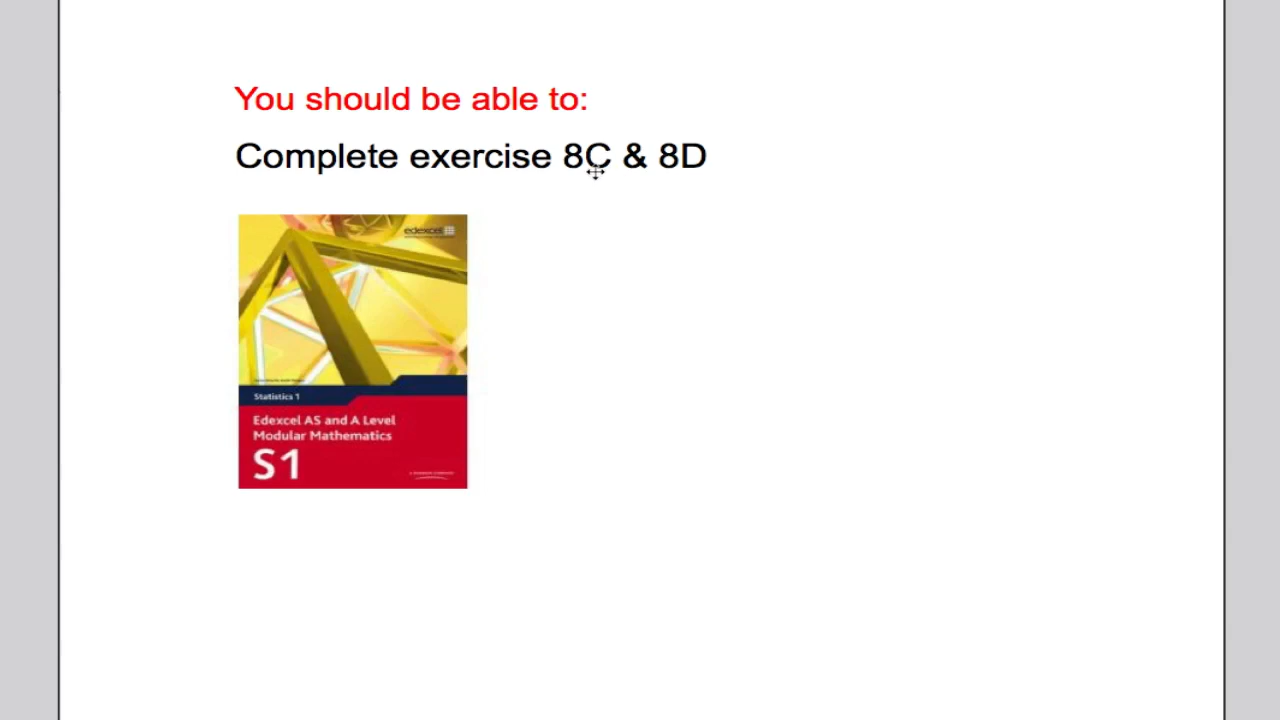 You should be able to:
Complete exercise 8C & 8D
edexcel
Statistics 1
Edexcel AS and A Level
Modular Mathematics
S1